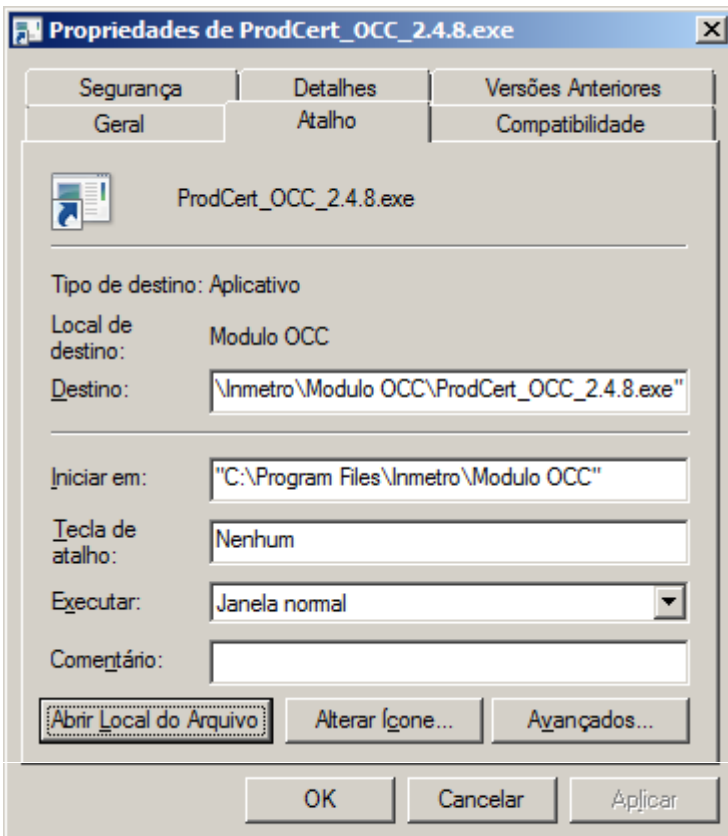 Propriedades de ProdCert_OCC_2.4.8.exe
Segurança Detalhes Versões Anteriores
Geral Atalho Compatibilidade
ProdCert_OCC_2.4.8.exe
Tipo de destino: Aplicativo
Local de destino: Modulo OCC
Destino: \Inmetro\Modulo OCC\ProdCert_OCC_2.4.8.exe"
Iniciar em: "C:\Program Files\Inmetro\Modulo OCC"
Tecla de atalho: Nenhum
Executar: Janela normal
Comentário:
Abrir Local do Arquivo Alterar Ícone... Avançados...
OK Cancelar Aplicar